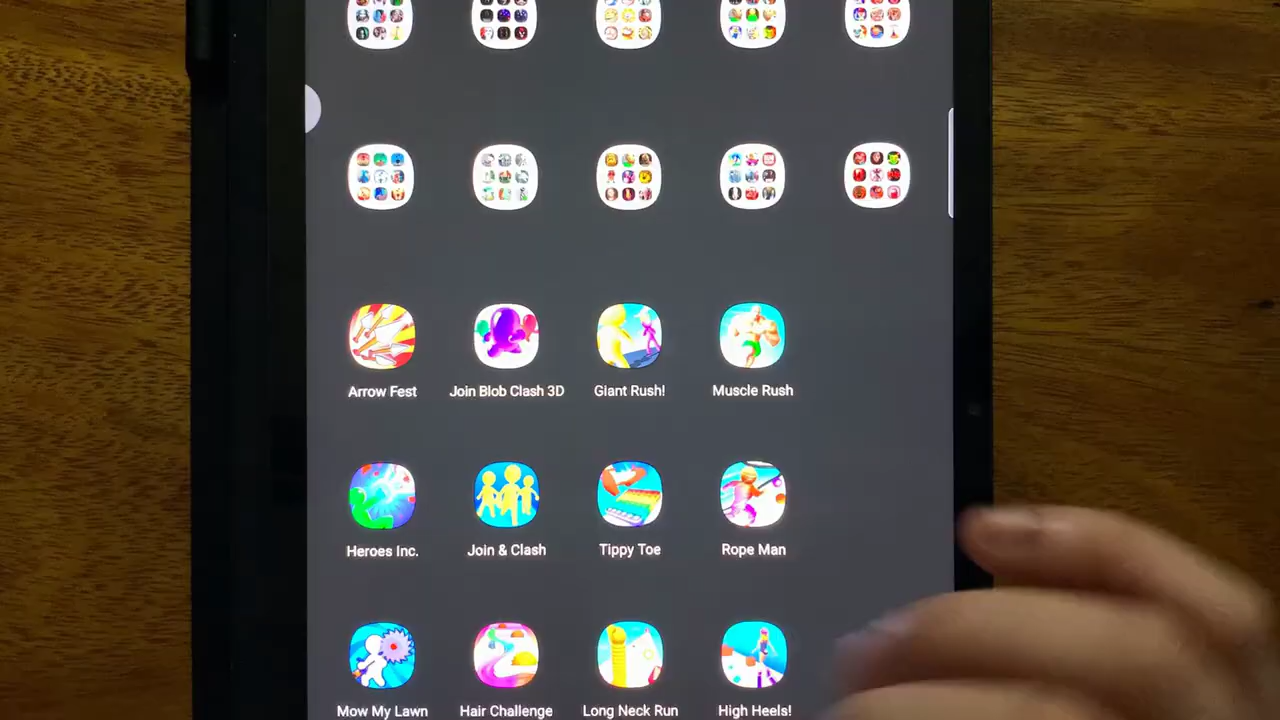 Arrow Fest
Join Blob Clash 3D
Giant Rush!
Muscle Rush
Heroes Inc.
Join & Clash
Tippy Toe
Rope Man
Mow My Lawn
Hair Challenge
Long Neck Run
High Heels!